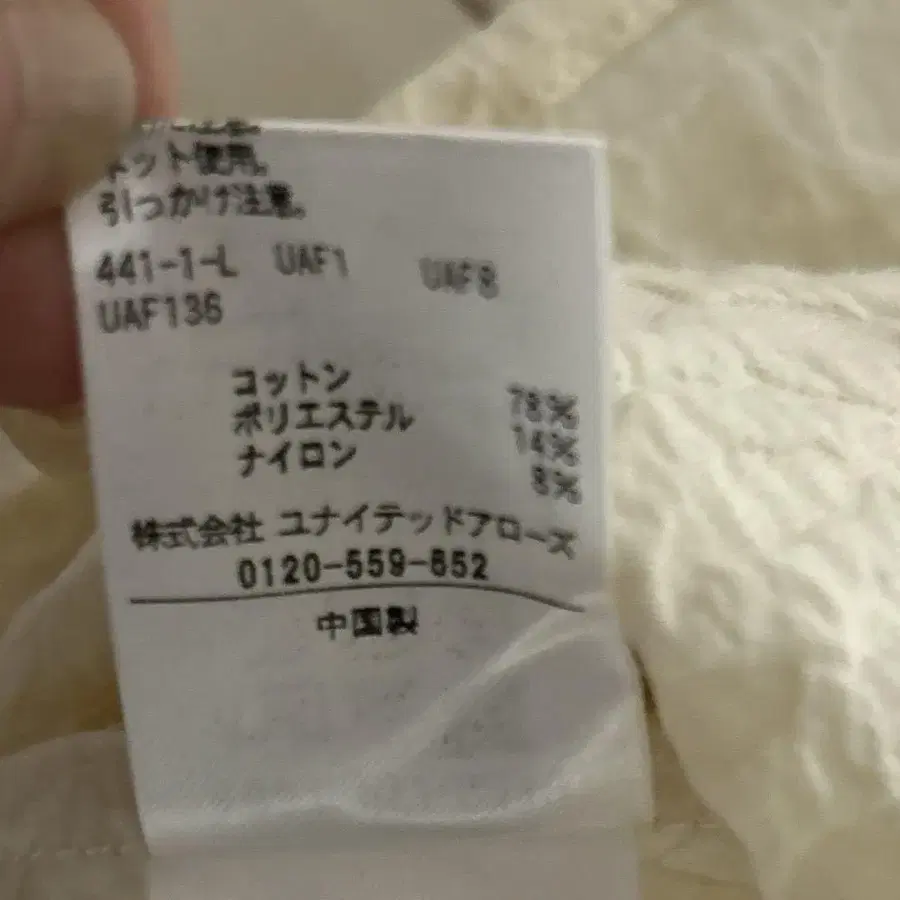 ネット使用。
引っかけ注意。
441-1-L UAF1 UAF8
UAF136
コットン 78%
ポリエステル 14%
ナイロン 8%
株式会社 ユナイテッドアローズ
0120-559-652
中国製